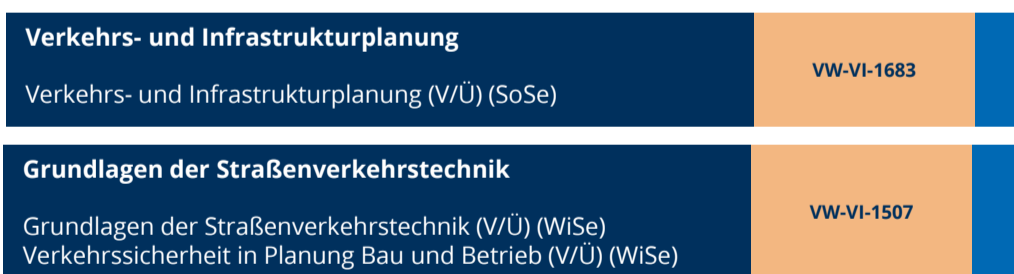 Verkehrs- und Infrastrukturplanung
Verkehrs- und Infrastrukturplanung (V/Ü) (SoSe)
VW-VI-1683
Grundlagen der Straßenverkehrstechnik
Grundlagen der Straßenverkehrstechnik (V/Ü) (WiSe)
Verkehrssicherheit in Planung Bau und Betrieb (V/Ü) (WiSe)
VW-VI-1507